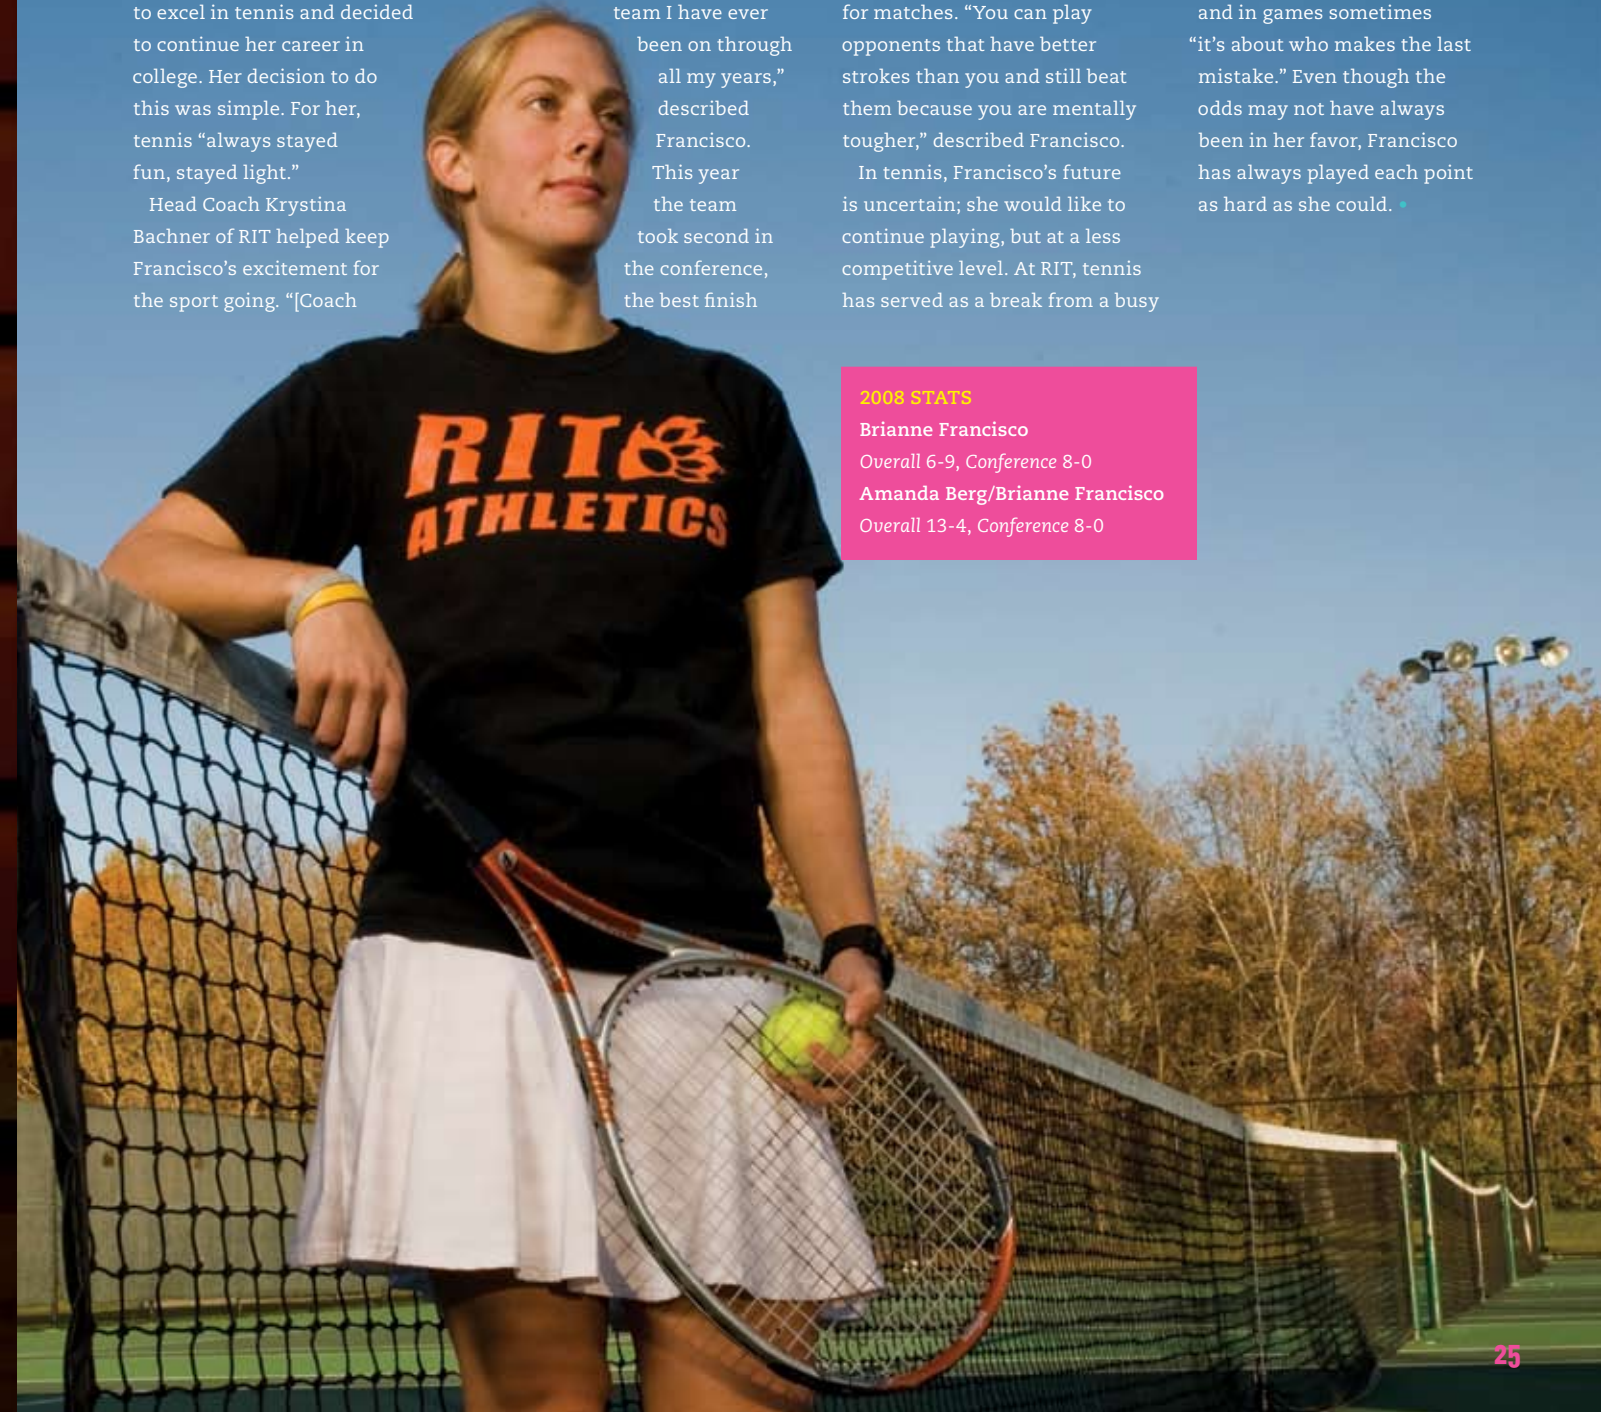 to excel in tennis and decided
to continue her career in
college. Her decision to do
this was simple. For her,
tennis “always stayed
fun, stayed light.”
Head Coach Krystina
Bachner of RIT helped keep
Francisco’s excitement for
the sport going. “[Coach
team I have ever
been on through
all my years,”
described
Francisco.
This year
the team
took second in
the conference,
the best finish
for matches. “You can play
opponents that have better
strokes than you and still beat
them because you are mentally
tougher,” described Francisco.
In tennis, Francisco’s future
is uncertain; she would like to
continue playing, but at a less
competitive level. At RIT, tennis
has served as a break from a busy
and in games sometimes
“it’s about who makes the last
mistake.” Even though the
odds may not have always
been in her favor, Francisco
has always played each point
as hard as she could. •
RIT
ATHLETICS
2008 STATS
Brianne Francisco
Overall 6-9, Conference 8-0
Amanda Berg/Brianne Francisco
Overall 13-4, Conference 8-0
25